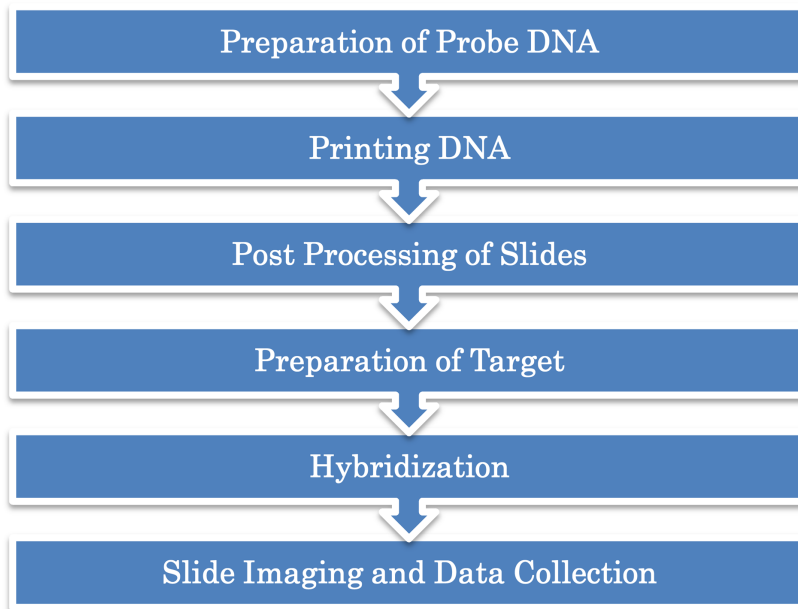 Preparation of Probe DNA
Printing DNA
Post Processing of Slides
Preparation of Target
Hybridization
Slide Imaging and Data Collection